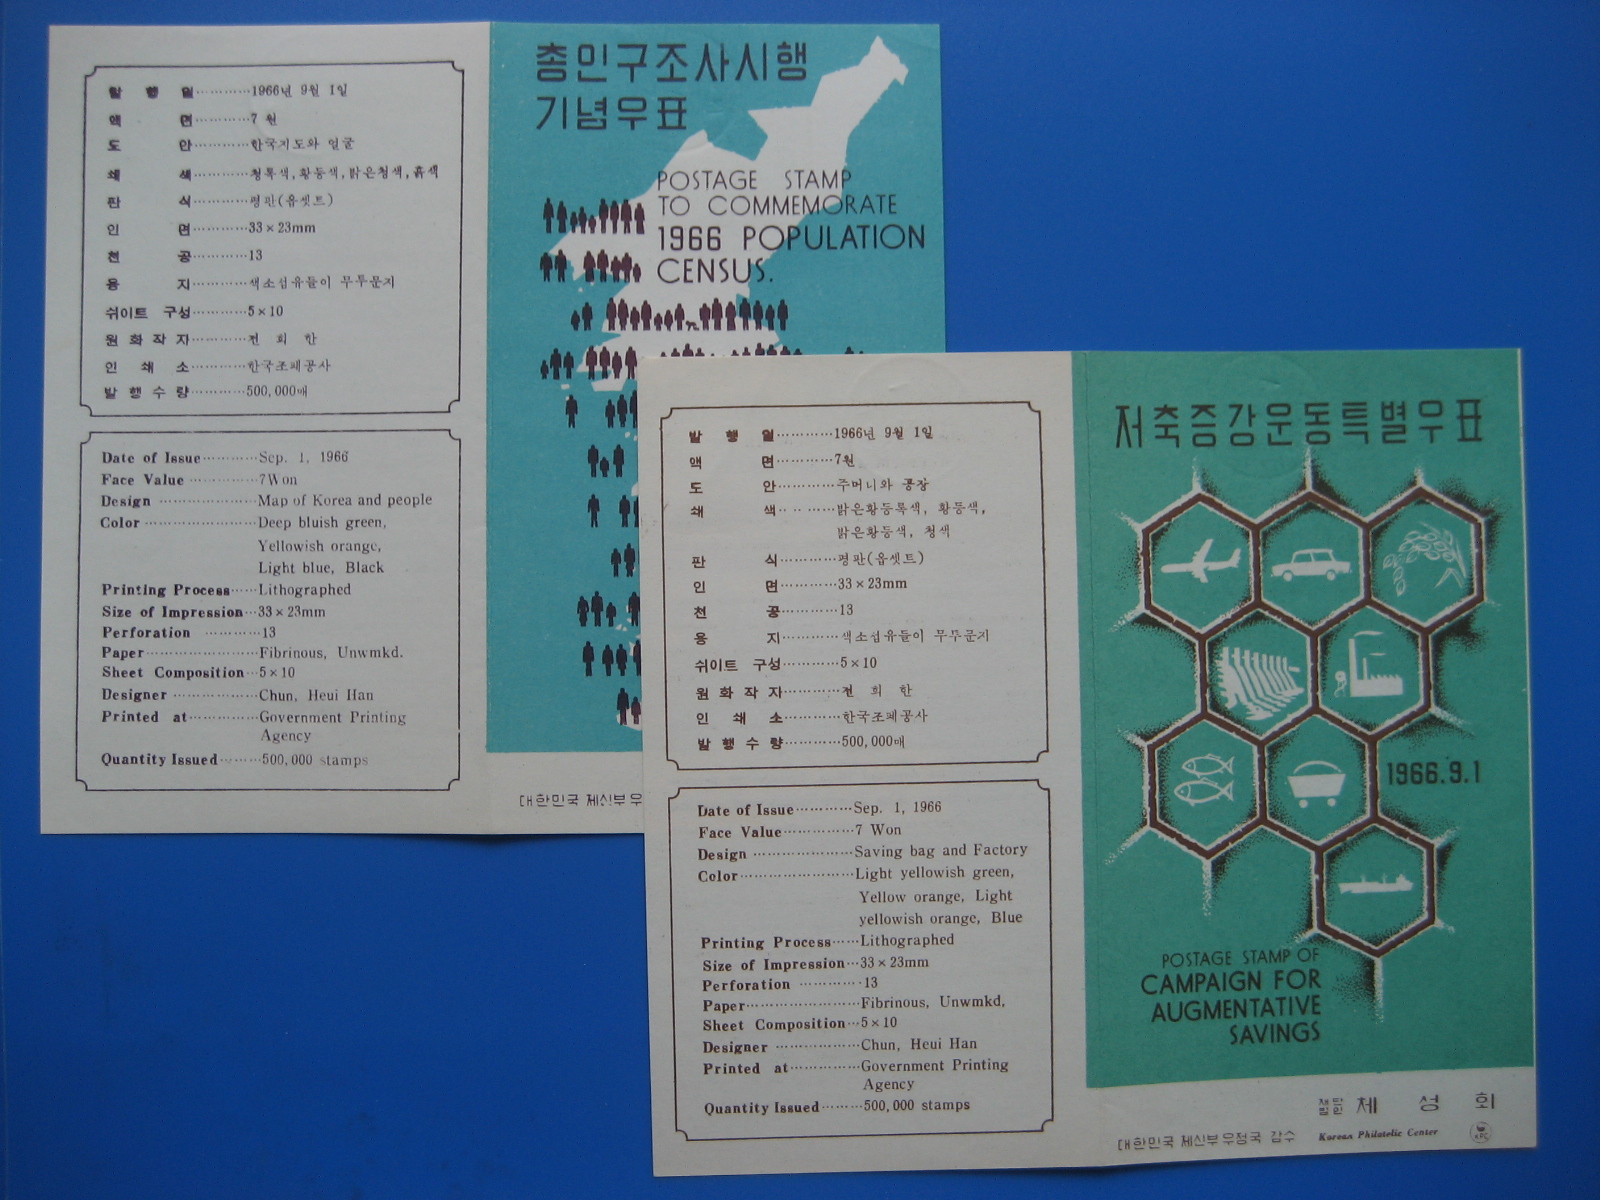 발 행 일············1966년 9월 1일
액 면············7 원
도 안············한국지도와 얼굴
쇄 색············청록색,황등색,밝은청색,흙색
판 식············평판(옵셋트)
인 면············33×23mm
천 공············13
용 지············색소섬유들이 무투문지
쉬이트 구성············5×10
원 화 작 자············전 희 한
인 쇄 소············한국조폐공사
발 행 수 량············500,000매
Date of Issue············Sep. 1, 1966
Face Value ············7Won
Design ············Map of Korea and people
Color ············Deep bluish green,
Yellowish orange,
Light blue, Black
Printing Process······Lithographed
Size of Impression···33×23mm
Perforation ············13
Paper············Fibrinous, Unwmkd.
Sheet Composition···5×10
Designer ············Chun, Heui Han
Printed at············Government Printing
Agency
Quantity Issued·········500,000 stamps
총인구조사시행
기념우표
POSTAGE STAMP
TO COMMEMORATE
1966 POPULATION
CENSUS.
대한민국 체신부 우
발 행 일············1966년 9월 1일
액 면············7원
도 안············주머니와 공장
쇄 색············밝은황등록색, 황등색,
밝은황등색, 청색
판 식············평판(옵셋트)
인 면············33×23mm
천 공············13
용 지············색소섬유들이 무투문지
쉬이트 구성············5×10
원 화 작 자············전 희 한
인 쇄 소············한국조폐공사
발 행 수 량············500,000매
Date of Issue············Sep. 1, 1966
Face Value············7 Won
Design ············Saving bag and Factory
Color············Light yellowish green,
Yellow orange, Light
yellowish orange, Blue
Printing Process······Lithographed
Size of Impression···33×23mm
Perforation ············13
Paper············Fibrinous, Unwmkd,
Sheet Composition···5×10
Designer ············Chun, Heui Han
Printed at············Government Printing
Agency
Quantity Issued·········500,000 stamps
저축증강운동특별우표
1966.9.1
POSTAGE STAMP OF
CAMPAIGN FOR
AUGMENTATIVE
SAVINGS
재단법인 체 성 회
대한민국 체신부 우정국 감수 Korean Philatelic Center KPC